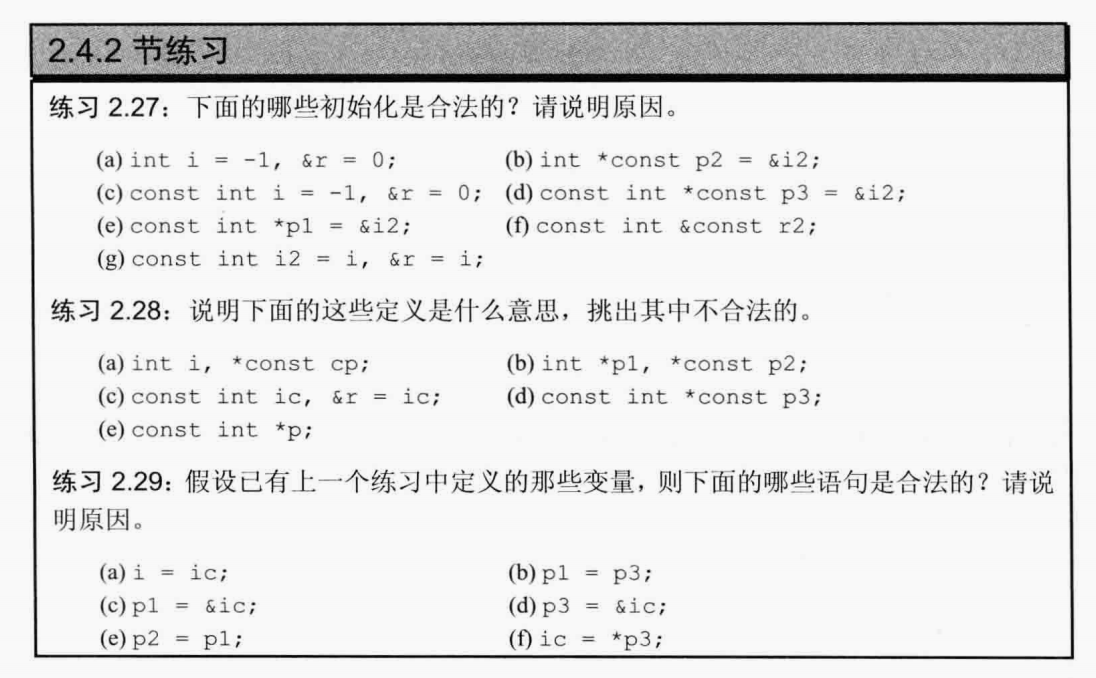 2.4.2 节练习
练习 2.27：下面的哪些初始化是合法的？请说明原因。
(a) int i = -1, &r = 0; (b) int *const p2 = &i2;
(c) const int i = -1, &r = 0; (d) const int *const p3 = &i2;
(e) const int *p1 = &i2; (f) const int &const r2;
(g) const int i2 = i, &r = i;
练习 2.28：说明下面的这些定义是什么意思，挑出其中不合法的。
(a) int i, *const cp; (b) int *p1, *const p2;
(c) const int ic, &r = ic; (d) const int *const p3;
(e) const int *p;
练习 2.29：假设已有上一个练习中定义的那些变量，则下面的哪些语句是合法的？请说
明原因。
(a) i = ic; (b) p1 = p3;
(c) p1 = &ic; (d) p3 = &ic;
(e) p2 = p1; (f) ic = *p3;